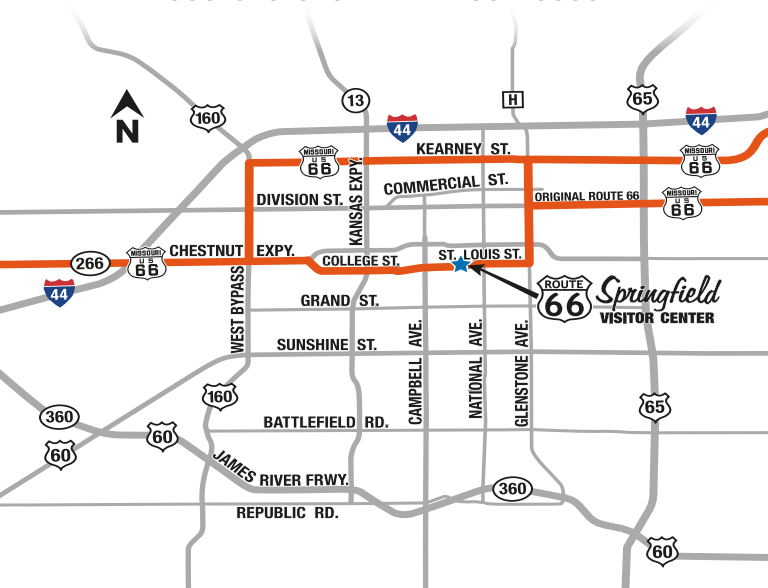 13
H
65
160
44
44
N
KEARNEY ST.
MISSOURI
US
66
MISSOURI
US
66
KANSAS EXPY.
COMMERCIAL ST.
DIVISION ST.
ORIGINAL ROUTE 66
MISSOURI
US
66
CHESTNUT EXPY.
266
MISSOURI
US
66
COLLEGE ST.
ST. LOUIS ST.
44
WEST BYPASS
ROUTE
66
Springfield
VISITOR CENTER
GRAND ST.
SUNSHINE ST.
CAMPBELL AVE.
NATIONAL AVE.
GLENSTONE AVE.
160
65
360
60
60
BATTLEFIELD RD.
JAMES RIVER FRWY.
360
REPUBLIC RD.
60